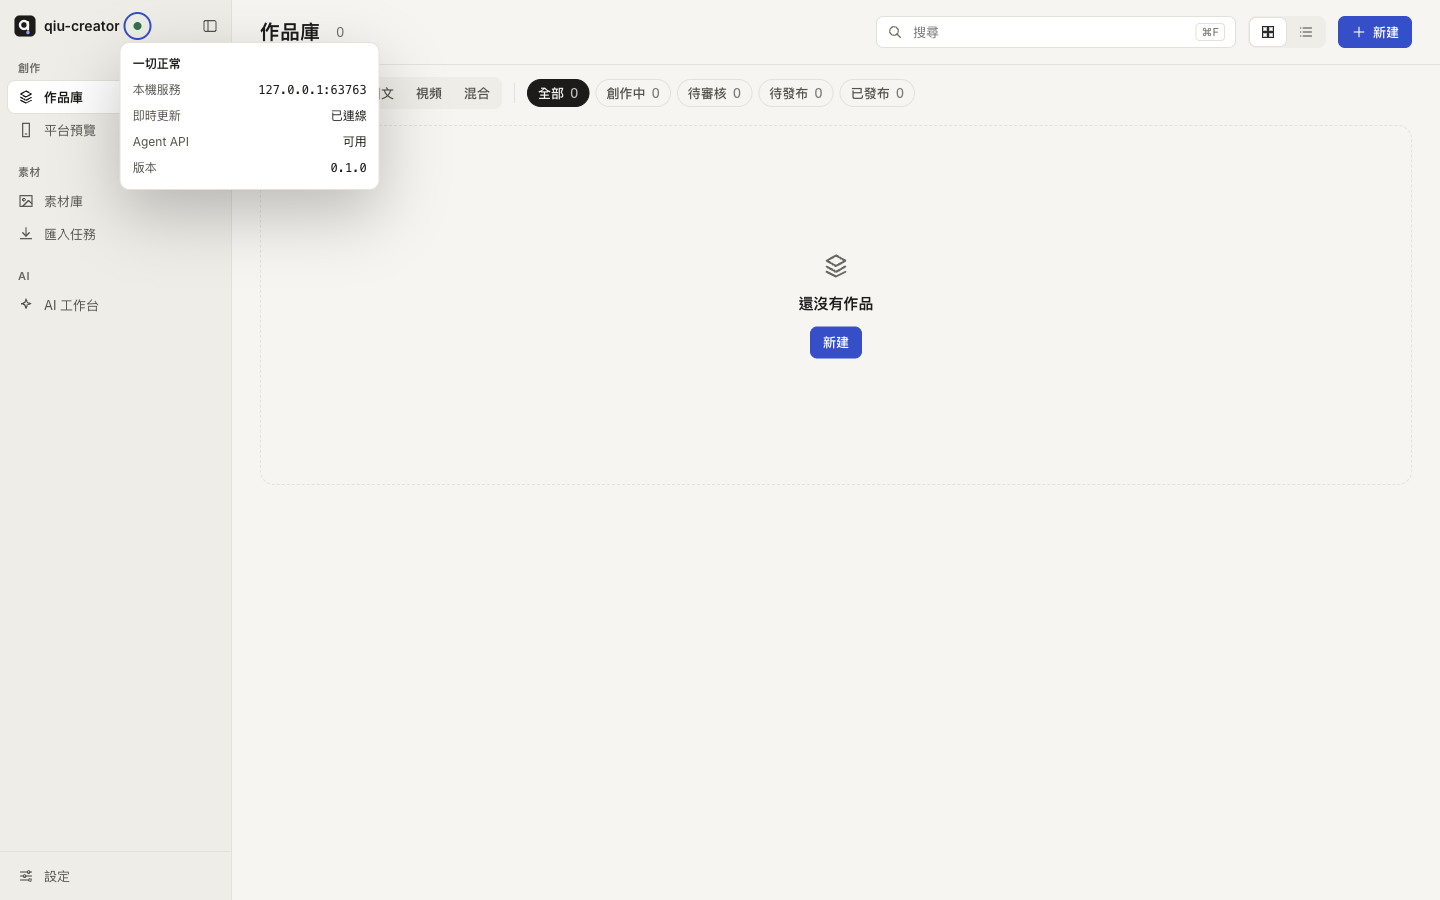 qiu-creator
作品庫 0
搜尋 ⌘F
新建
一切正常
本機服務 127.0.0.1:63763
即時更新 已連線
Agent API 可用
版本 0.1.0
創作
作品庫
平台預覽
素材
素材庫
匯入任務
AI
AI 工作台
設定
文 視頻 混合 全部 0 創作中 0 待審核 0 待發布 0 已發布 0
還沒有作品
新建